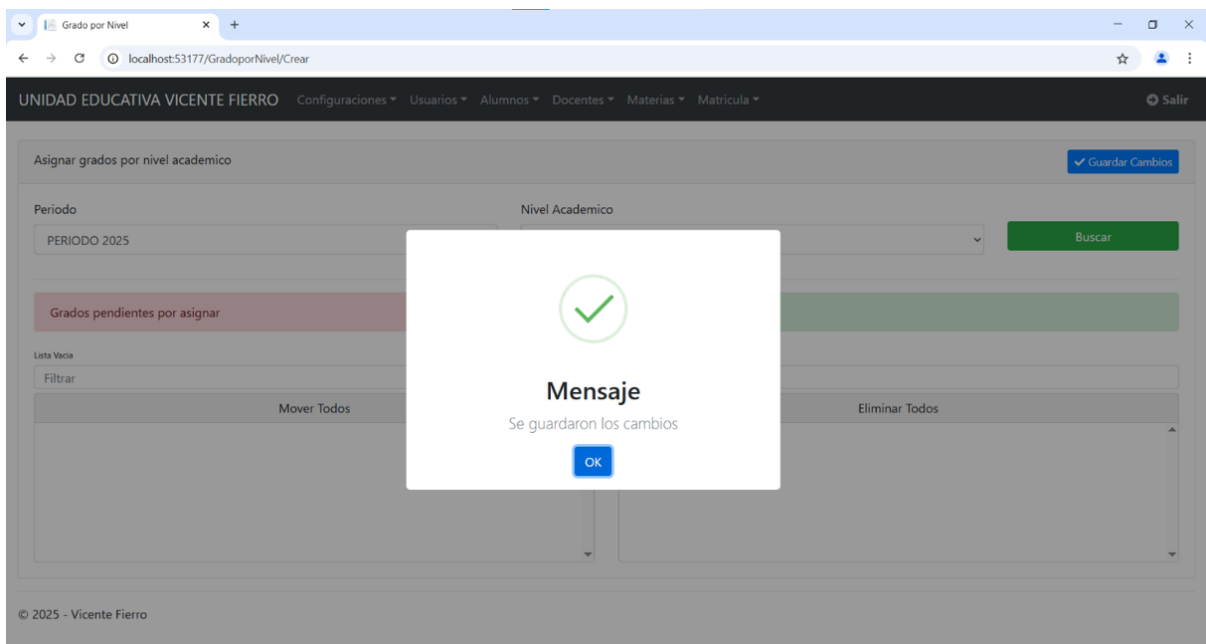 Grado por Nivel
localhost:53177/GradoporNivel/Crear
UNIDAD EDUCATIVA VICENTE FIERRO Configuraciones Usuarios Alumnos Docentes Materias Matricula Salir
Asignar grados por nivel academico Guardar Cambios
Periodo Nivel Academico
PERIODO 2025 Buscar
Grados pendientes por asignar
Lista Vacia
Filtrar
Mover Todos Eliminar Todos
Mensaje
Se guardaron los cambios
OK
© 2025 - Vicente Fierro